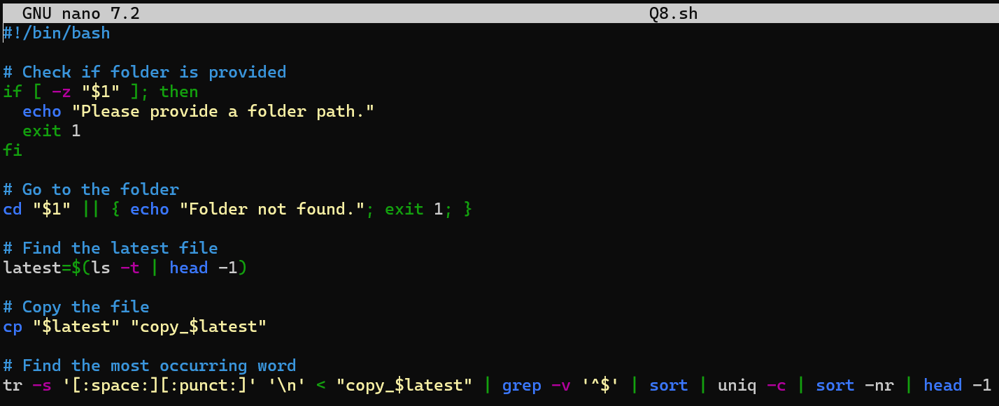 GNU nano 7.2 Q8.sh
#!/bin/bash
# Check if folder is provided
if [ -z "$1" ]; then
  echo "Please provide a folder path."
  exit 1
fi
# Go to the folder
cd "$1" || { echo "Folder not found."; exit 1; }
# Find the latest file
latest=$(ls -t | head -1)
# Copy the file
cp "$latest" "copy_$latest"
# Find the most occurring word
tr -s '[:space:][:punct:]' '\n' < "copy_$latest" | grep -v '^$' | sort | uniq -c | sort -nr | head -1